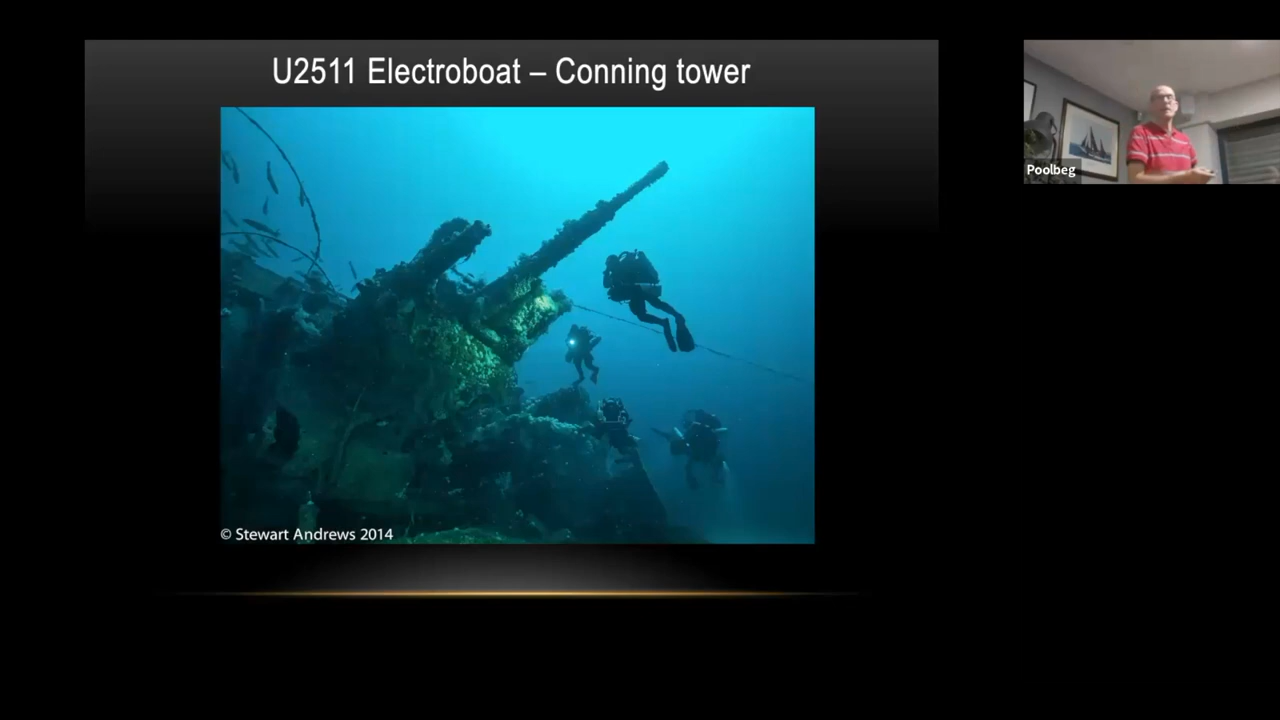 U2511 Electroboat – Conning tower
Poolbeg
© Stewart Andrews 2014